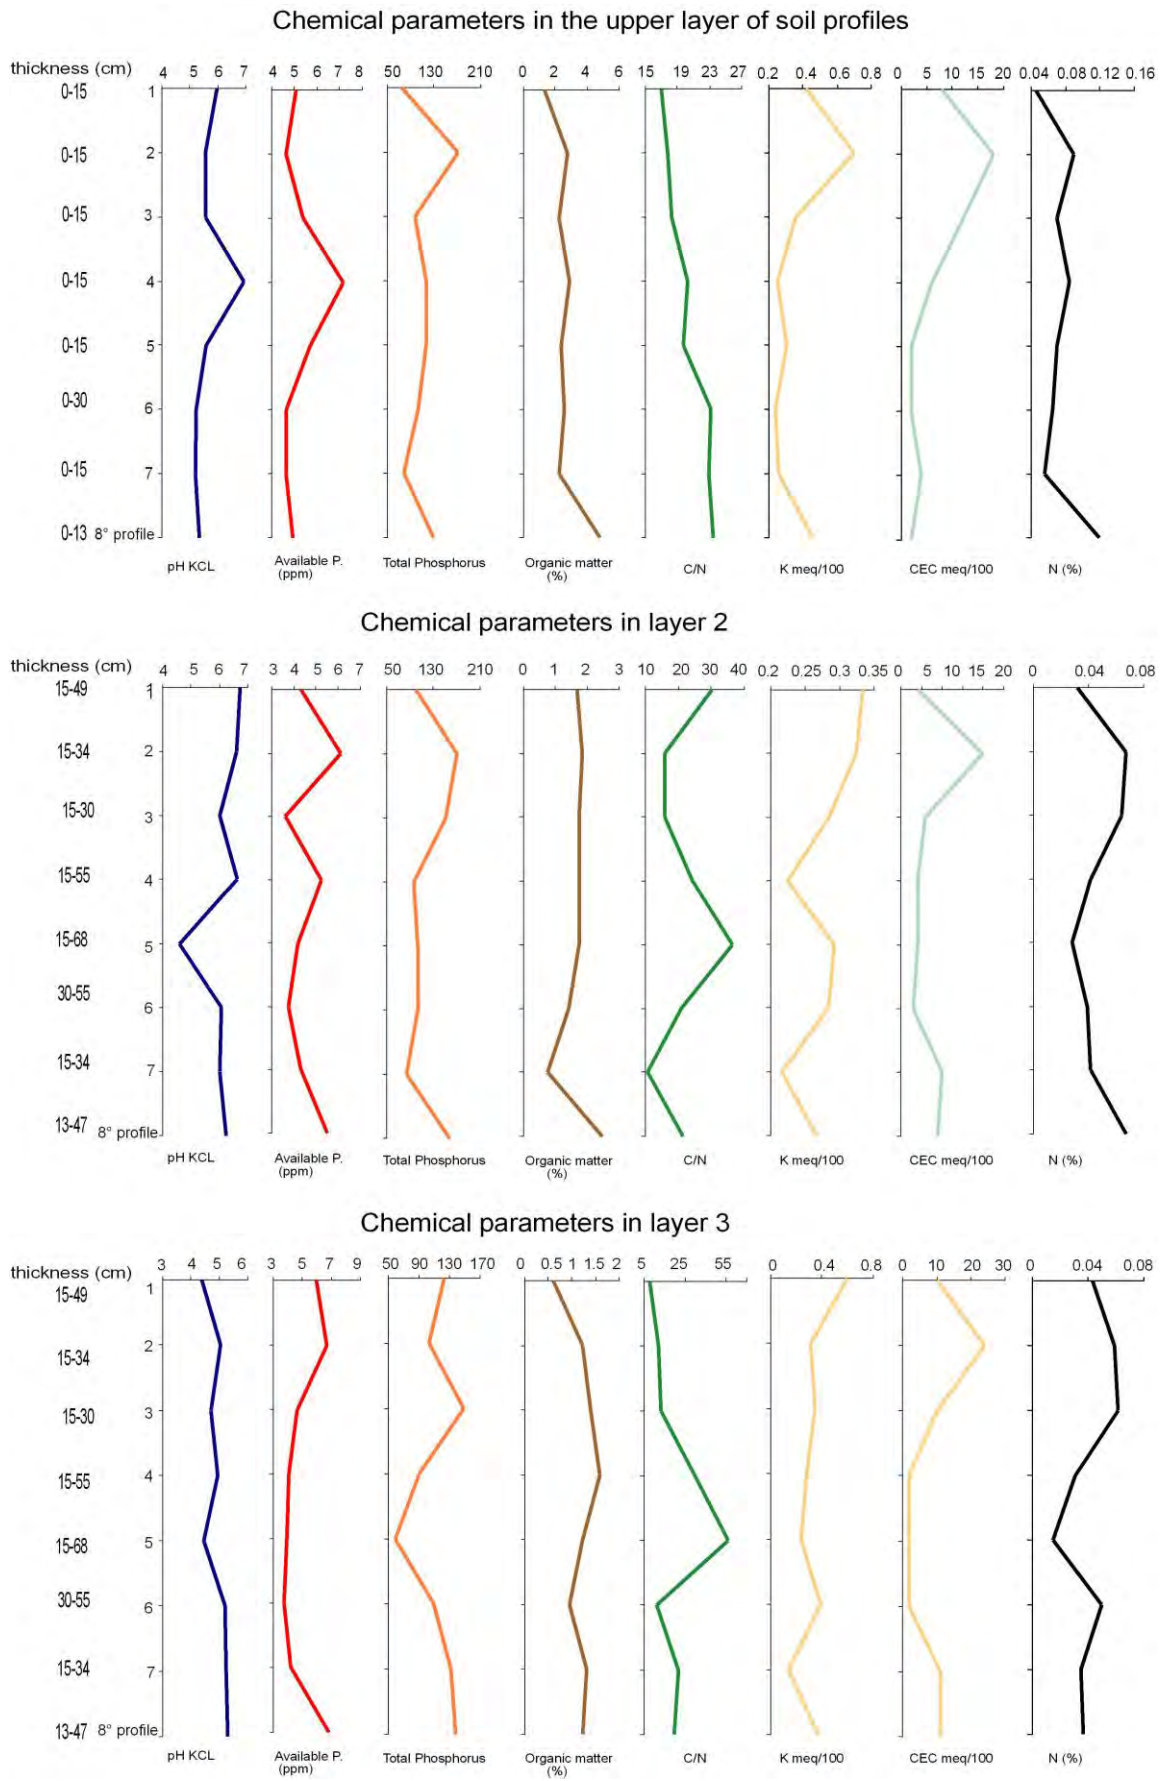 Chemical parameters in the upper layer of soil profiles
thickness (cm)
4 5 6 7
4 5 6 7 8
50 130 210
0 2 4 6
15 19 23 27
0.2 0.4 0.6 0.8
0 5 10 15 20
0.04 0.08 0.12 0.16
0-15 1
0-15 2
0-15 3
0-15 4
0-15 5
0-30 6
0-15 7
0-13 8° profile
pH KCL
Available P.
(ppm)
Total Phosphorus
Organic matter
(%)
C/N
K meq/100
CEC meq/100
N (%)
Chemical parameters in layer 2
thickness (cm)
4 5 6 7
3 4 5 6 7
50 130 210
0 1 2 3
10 20 30 40
0.2 0.25 0.3 0.35
0 5 10 15 20
0 0.04 0.08
15-49 1
15-34 2
15-30 3
15-55 4
15-68 5
30-55 6
15-34 7
13-47 8° profile
pH KCL
Available P.
(ppm)
Total Phosphorus
Organic matter
(%)
C/N
K meq/100
CEC meq/100
N (%)
Chemical parameters in layer 3
thickness (cm)
3 4 5 6
3 5 7 9
50 90 130 170
0 0.5 1 1.5 2
5 25 55
0 0.4 0.8
0 10 20 30
0 0.04 0.08
15-49 1
15-34 2
15-30 3
15-55 4
15-68 5
30-55 6
15-34 7
13-47 8° profile
pH KCL
Available P.
(ppm)
Total Phosphorus
Organic matter
(%)
C/N
K meq/100
CEC meq/100
N (%)